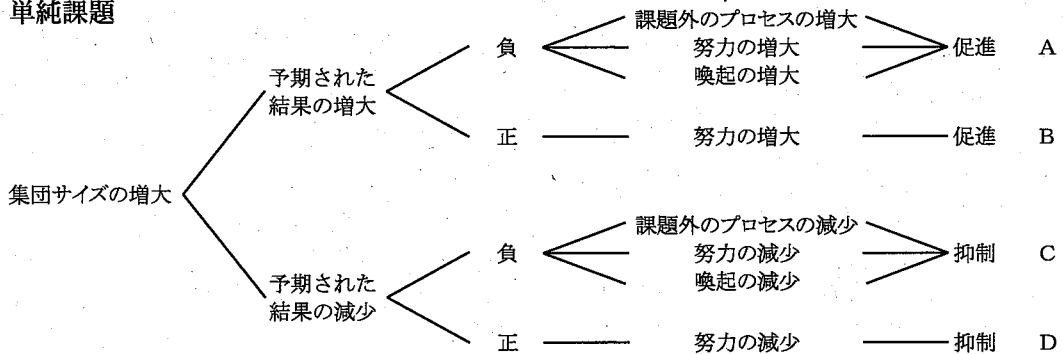 単純課題
課題外のプロセスの増大
負 努力の増大 促進 A
喚起の増大
予期された
結果の増大
正 努力の増大 促進 B
集団サイズの増大
課題外のプロセスの減少
負 努力の減少 抑制 C
喚起の減少
予期された
結果の減少
正 努力の減少 抑制 D